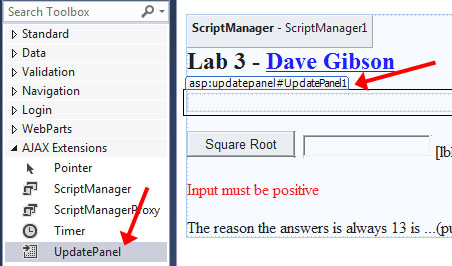 Search Toolbox
Standard
Data
Validation
Navigation
Login
WebParts
AJAX Extensions
Pointer
ScriptManager
ScriptManagerProxy
Timer
UpdatePanel
ScriptManager - ScriptManager1
Lab 3 - Dave Gibson
asp:updatepanel#UpdatePanel1
Square Root
[lbl
Input must be positive
The reason the answers is always 13 is ...(pu